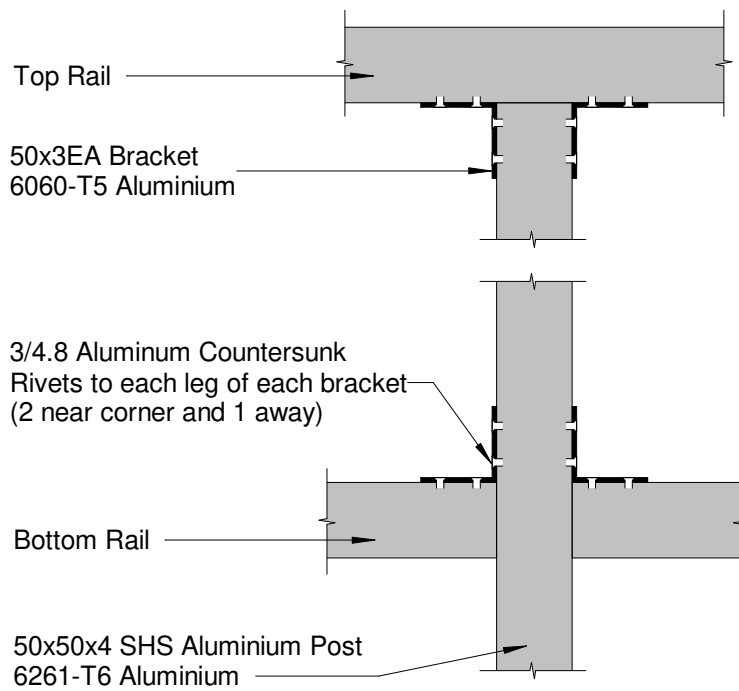 Top Rail
50x3EA Bracket
6060-T5 Aluminium
3/4.8 Aluminum Countersunk
Rivets to each leg of each bracket
(2 near corner and 1 away)
Bottom Rail
50x50x4 SHS Aluminium Post
6261-T6 Aluminium